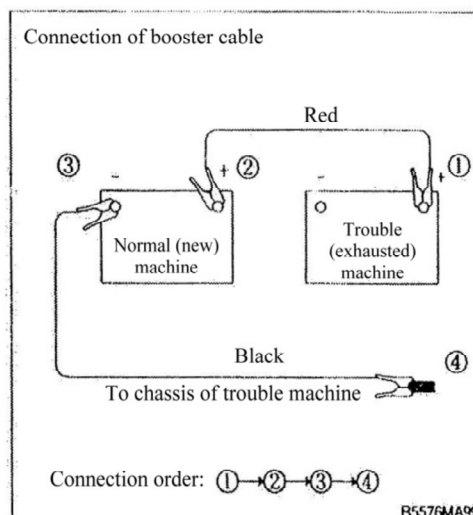 Connection of booster cable
Red
③ - + ② - + ①
Normal (new)
machine
Trouble
(exhausted)
machine
Black
④
To chassis of trouble machine
Connection order: ①→②→③→④
R5576MA95